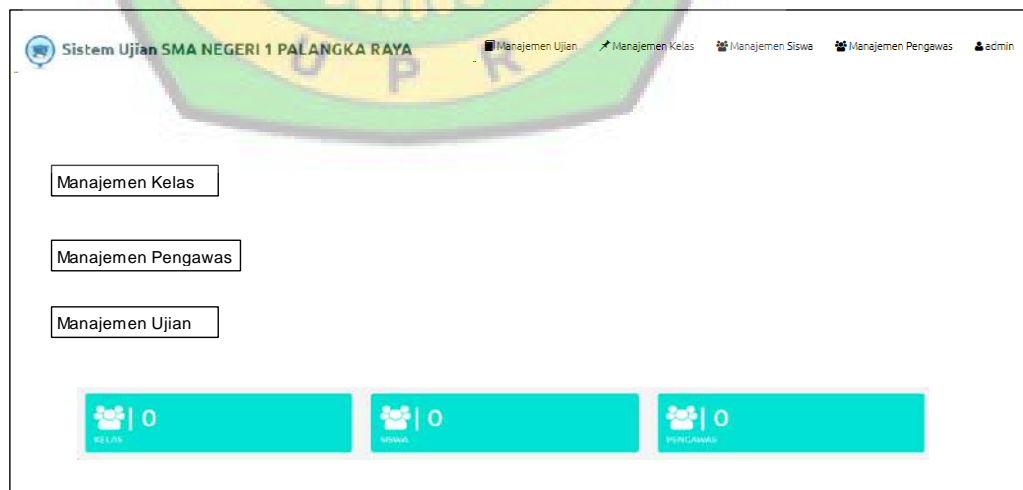 Sistem Ujian SMA NEGERI 1 PALANGKA RAYA
Manajemen Ujian Manajemen Kelas Manajemen Siswa Manajemen Pengawas admin
U P R
Manajemen Kelas
Manajemen Pengawas
Manajemen Ujian
| 0 | 0 | 0
KELAS SISWA PENGAWAS